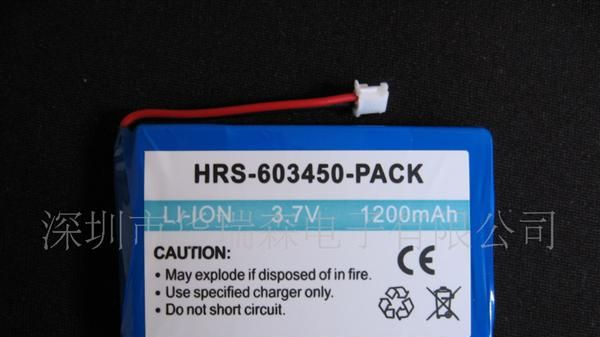 HRS-603450-PACK
LI-ION 3.7V 1200mAh
深圳市华瑞森电子有限公司
CAUTION:
• May explode if disposed of in fire.
• Use specified charger only.
• Do not short circuit.